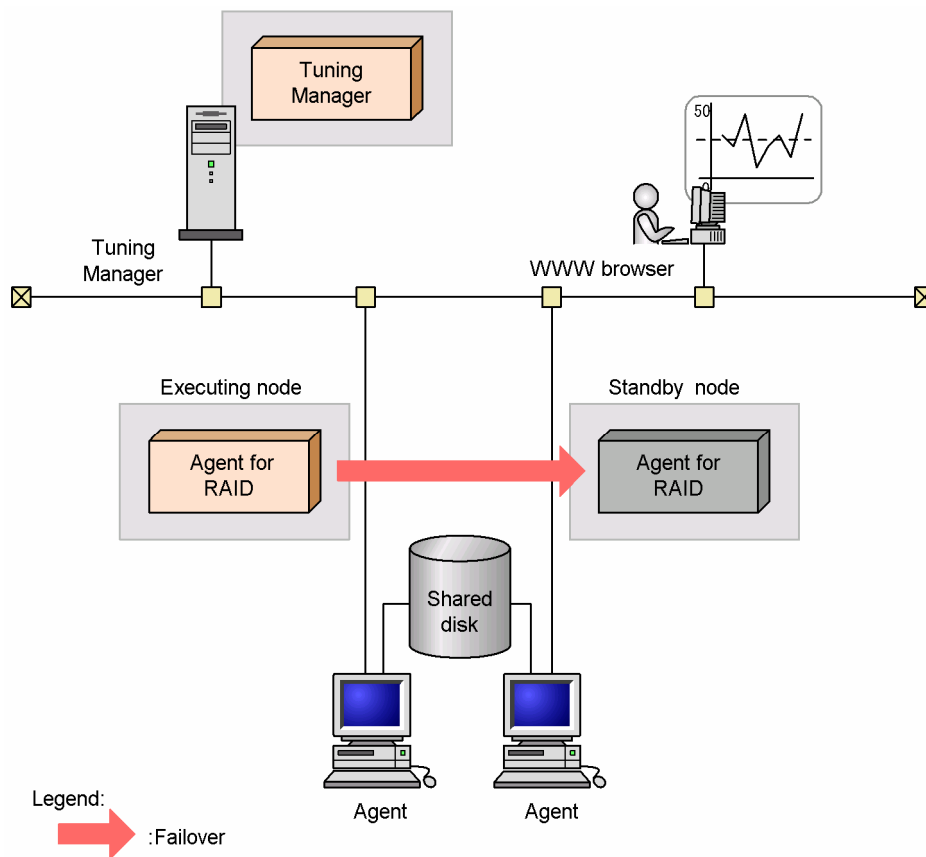 Tuning
Manager
50
0
Tuning
Manager
WWW browser
Executing node
Standby node
Agent for
RAID
Agent for
RAID
Shared
disk
Agent
Agent
Legend:
:Failover